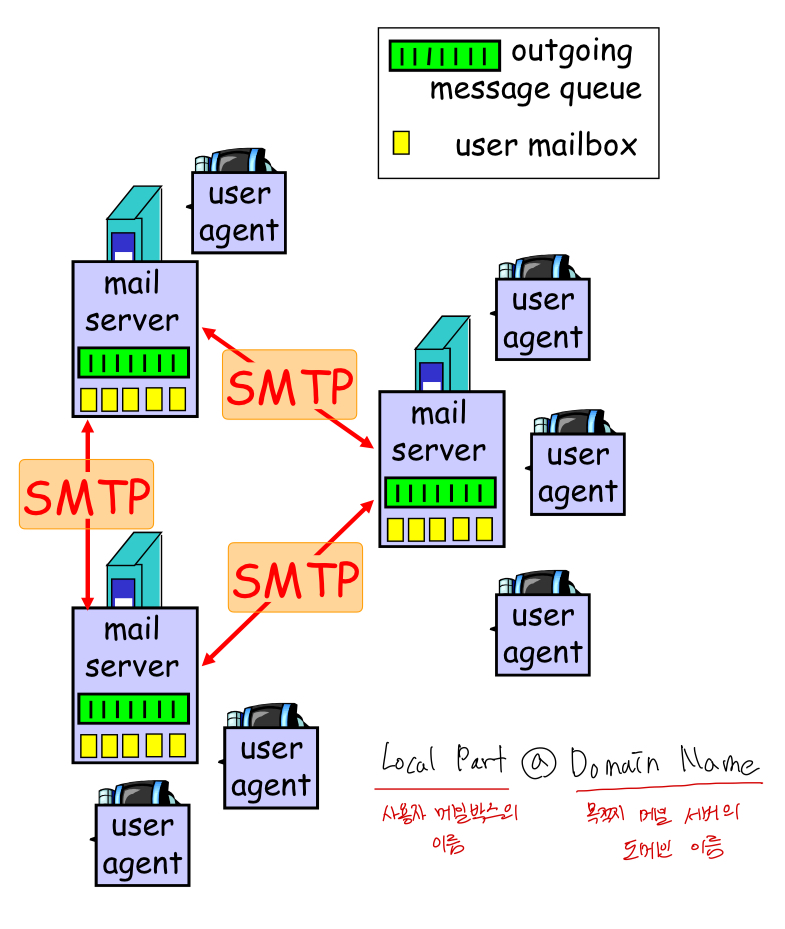 outgoing
message queue
user mailbox
user
agent
mail
server
user
agent
SMTP
mail
server
user
agent
SMTP
SMTP
user
agent
mail
server
user
agent
user
agent
Local Part @ Domain Name
사용자 메일박스의
이름
목적지 메일 서버의
도메인 이름
user
agent